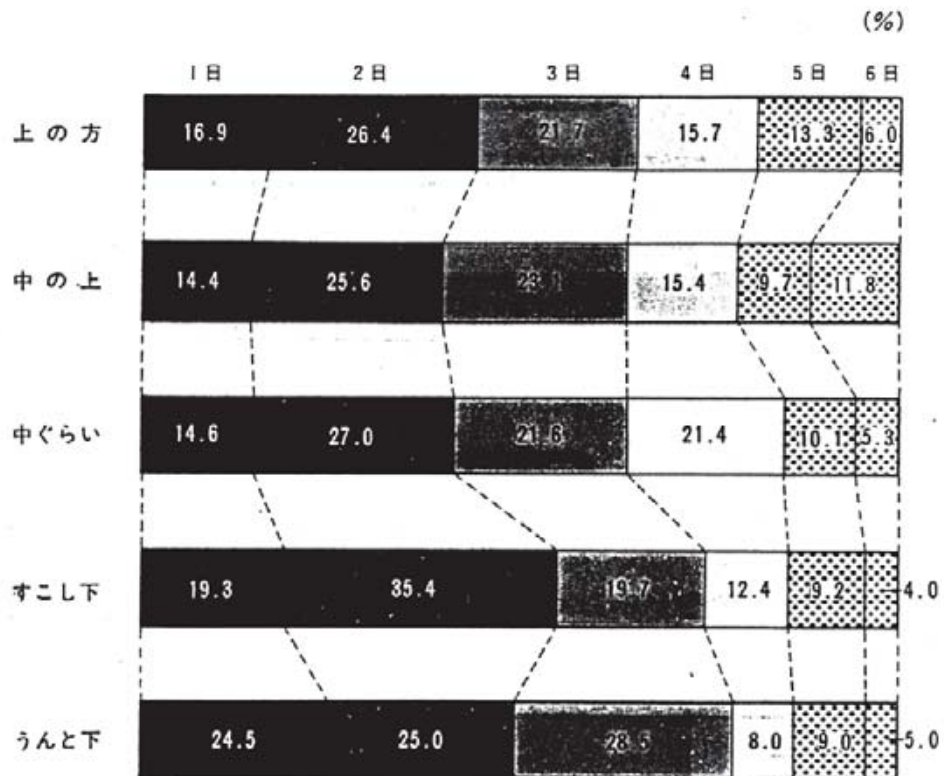 (%)
1日 2日 3日 4日 5日 6日
上の方 16.9 26.4 21.7 15.7 13.3 6.0
中の上 14.4 25.6 23.1 15.4 9.7 11.8
中ぐらい 14.6 27.0 21.6 21.4 10.1 5.3
すこし下 19.3 35.4 19.7 12.4 9.2 4.0
うんと下 24.5 25.0 28.5 8.0 9.0 5.0